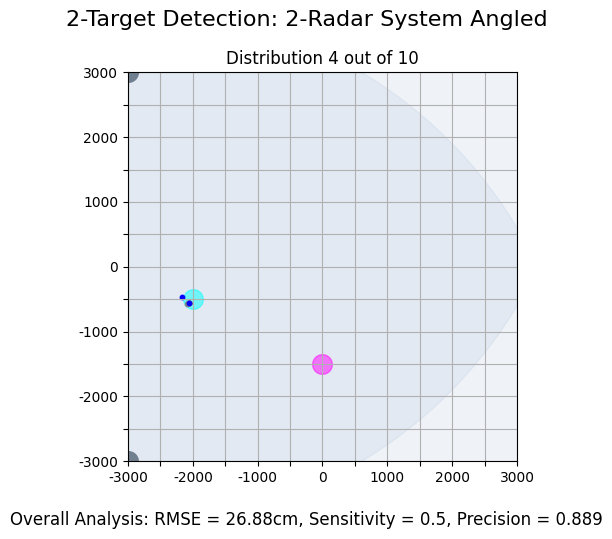 2-Target Detection: 2-Radar System Angled
Distribution 4 out of 10
3000
2000
1000
0
-1000
-2000
-3000
-3000 -2000 -1000 0 1000 2000 3000
Overall Analysis: RMSE = 26.88cm, Sensitivity = 0.5, Precision = 0.889